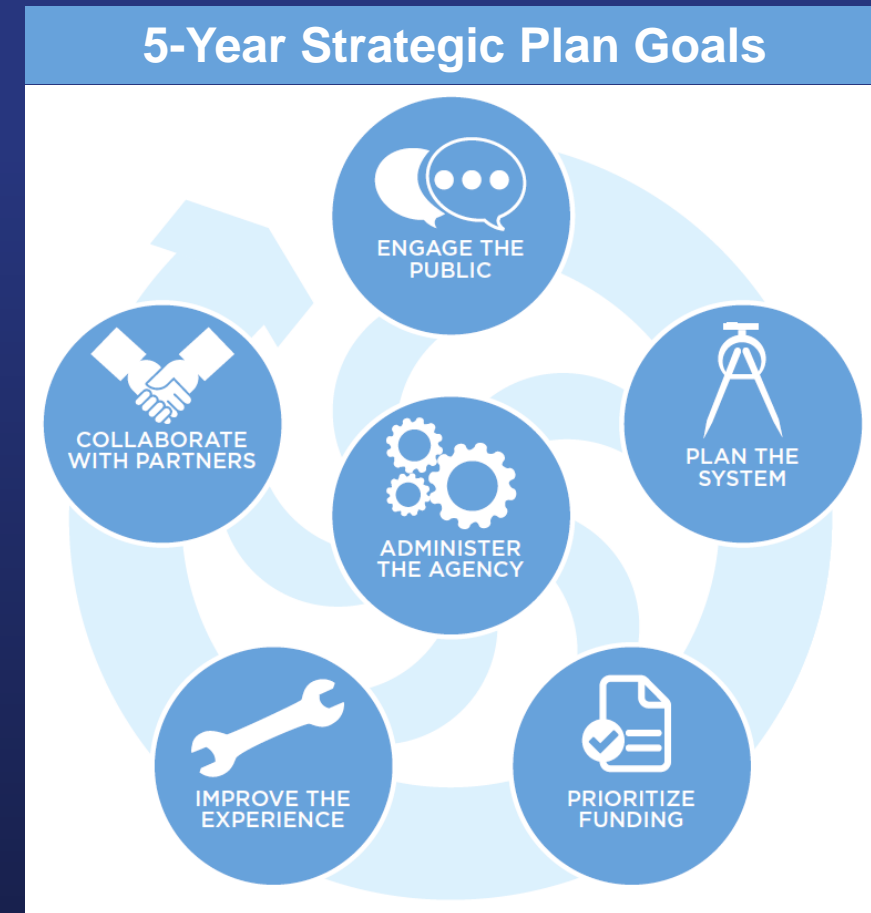 5-Year Strategic Plan Goals
ENGAGE THE
PUBLIC
PLAN THE
SYSTEM
COLLABORATE
WITH PARTNERS
ADMINISTER
THE AGENCY
IMPROVE THE
EXPERIENCE
PRIORITIZE
FUNDING